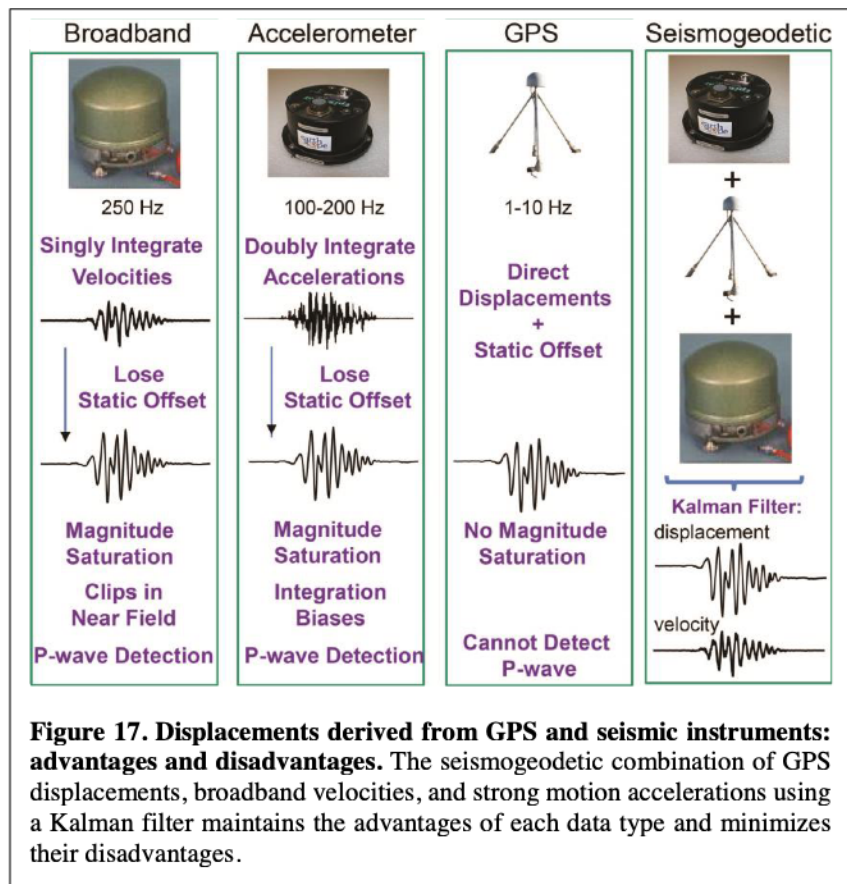 Broadband
250 Hz
Singly Integrate
Velocities
Lose
Static Offset
Magnitude
Saturation
Clips in
Near Field
P-wave Detection
Accelerometer
100-200 Hz
Doubly Integrate
Accelerations
Lose
Static Offset
Magnitude
Saturation
Integration
Biases
P-wave Detection
GPS
1-10 Hz
Direct
Displacements
+
Static Offset
No Magnitude
Saturation
Cannot Detect
P-wave
Seismogeodetic
+
+
Kalman Filter:
displacement
velocity
Figure 17. Displacements derived from GPS and seismic instruments:
advantages and disadvantages. The seismogeodetic combination of GPS
displacements, broadband velocities, and strong motion accelerations using
a Kalman filter maintains the advantages of each data type and minimizes
their disadvantages.